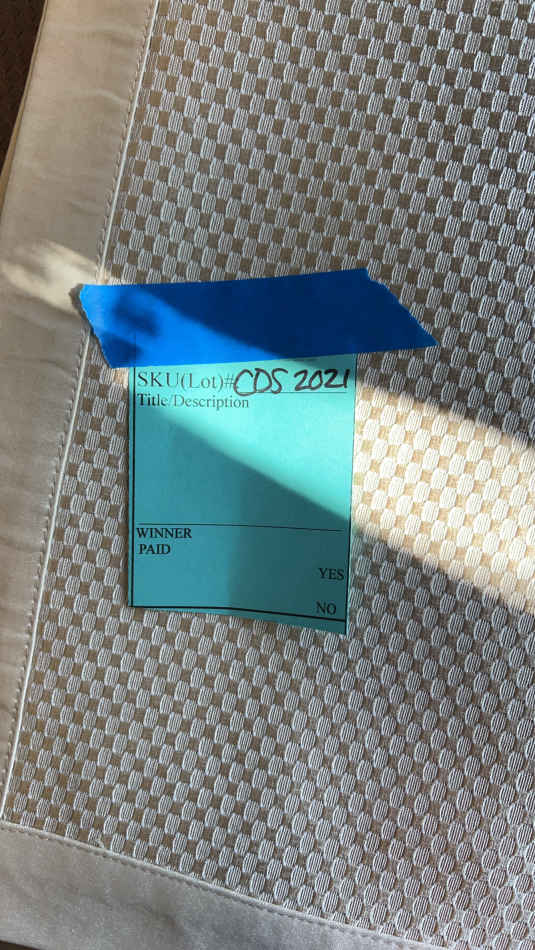 SKU(Lot)#CDS 2021
Title/Description
WINNER
PAID
YES
NO